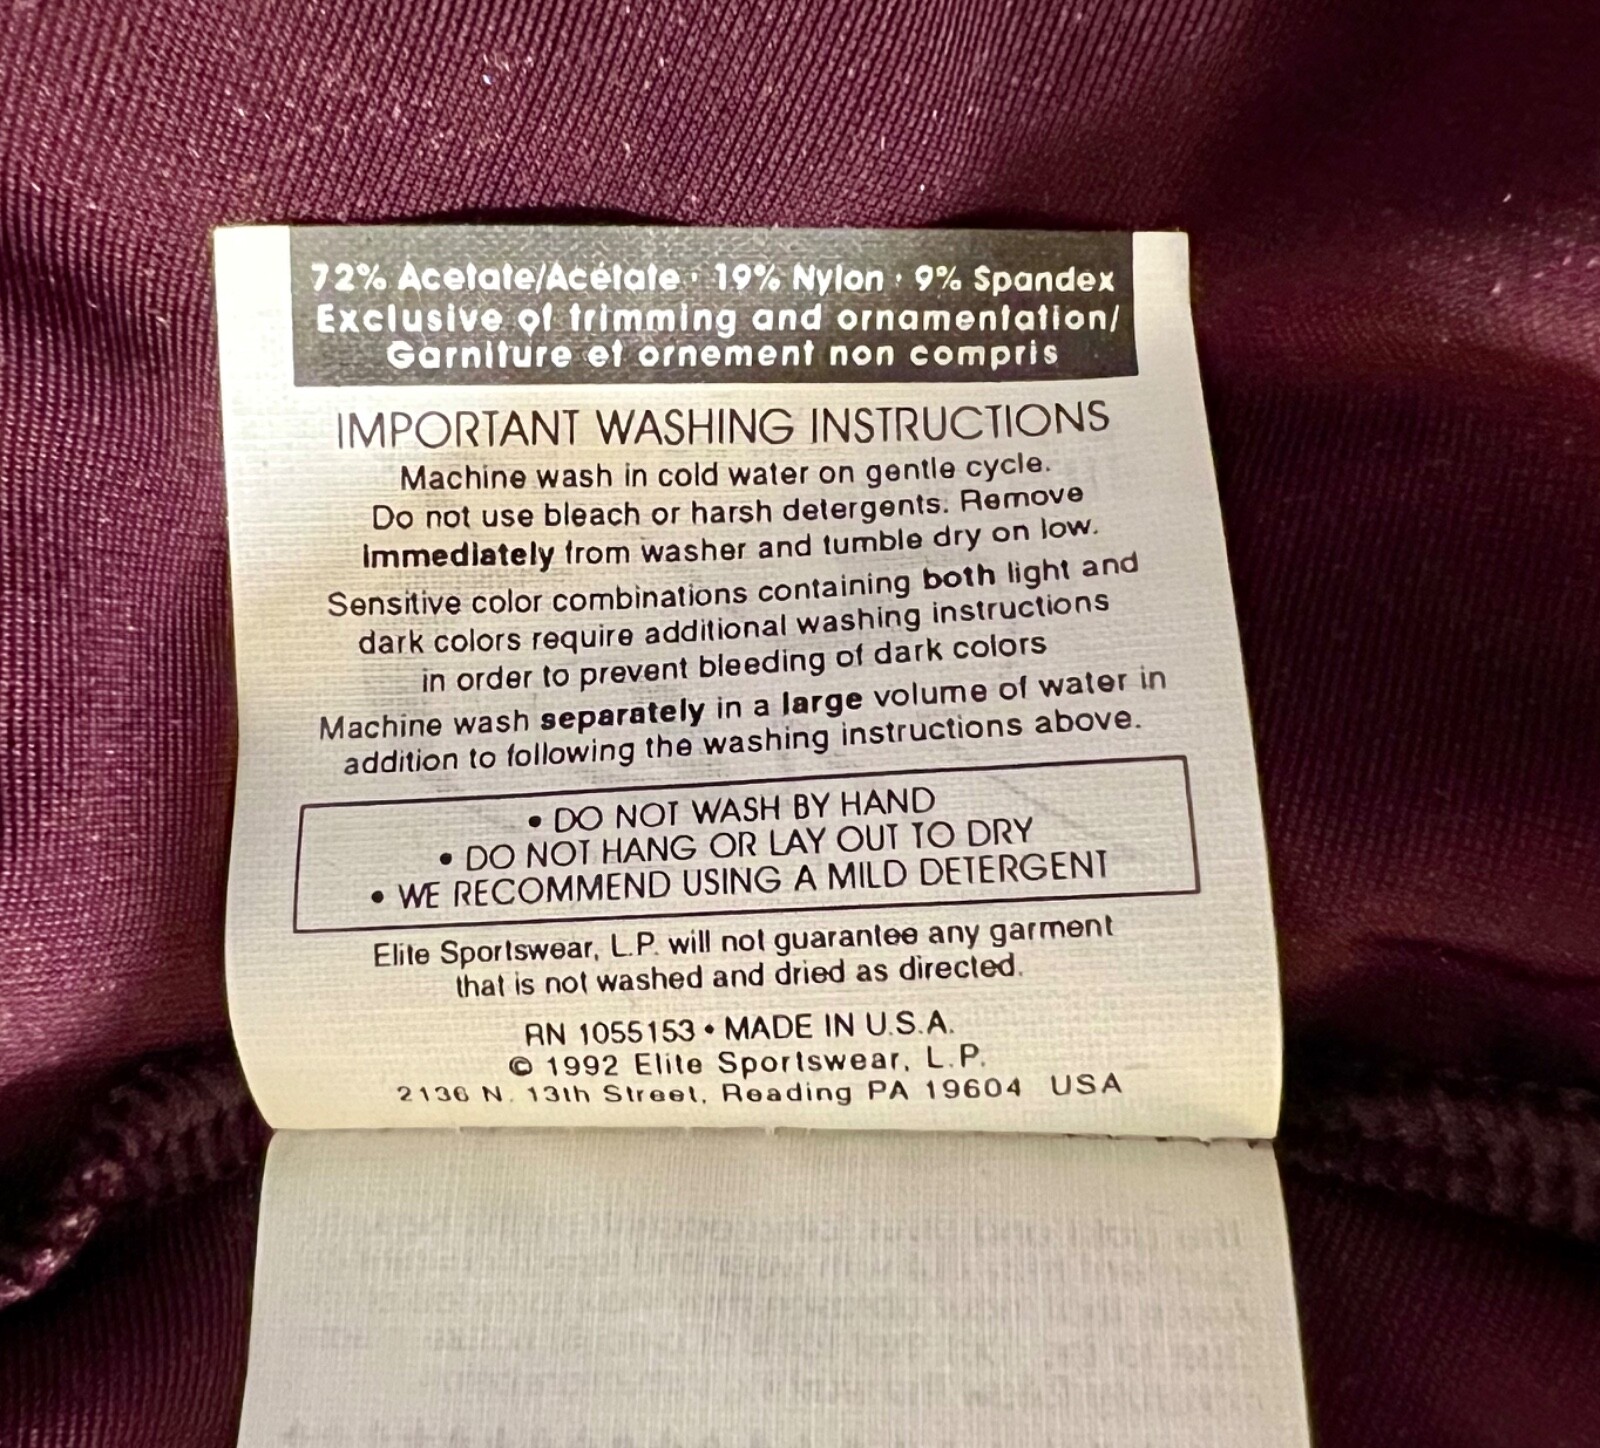 72% Acetate/Acétate • 19% Nylon • 9% Spandex
Exclusive of trimming and ornamentation/
Garniture et ornement non compris
IMPORTANT WASHING INSTRUCTIONS
Machine wash in cold water on gentle cycle.
Do not use bleach or harsh detergents. Remove
immediately from washer and tumble dry on low.
Sensitive color combinations containing both light and
dark colors require additional washing instructions
in order to prevent bleeding of dark colors
Machine wash separately in a large volume of water in
addition to following the washing instructions above.
• DO NOT WASH BY HAND
• DO NOT HANG OR LAY OUT TO DRY
• WE RECOMMEND USING A MILD DETERGENT
Elite Sportswear, L.P. will not guarantee any garment
that is not washed and dried as directed.
RN 1055153 • MADE IN U.S.A.
© 1992 Elite Sportswear, L.P.
2136 N. 13th Street, Reading PA 19604 USA